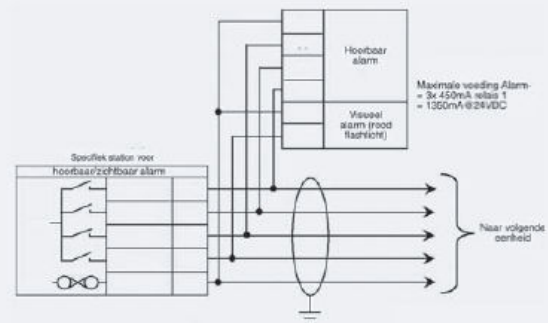 Hoorbaar
alarm
Visueel
alarm (rood
flashlicht)
Maximale voeding Alarm-
= 3x 450mA relais 1
= 1350mA@24VDC
Specifiek station voor
hoorbaar/zichtbaar alarm
Naar volgende
eenheid